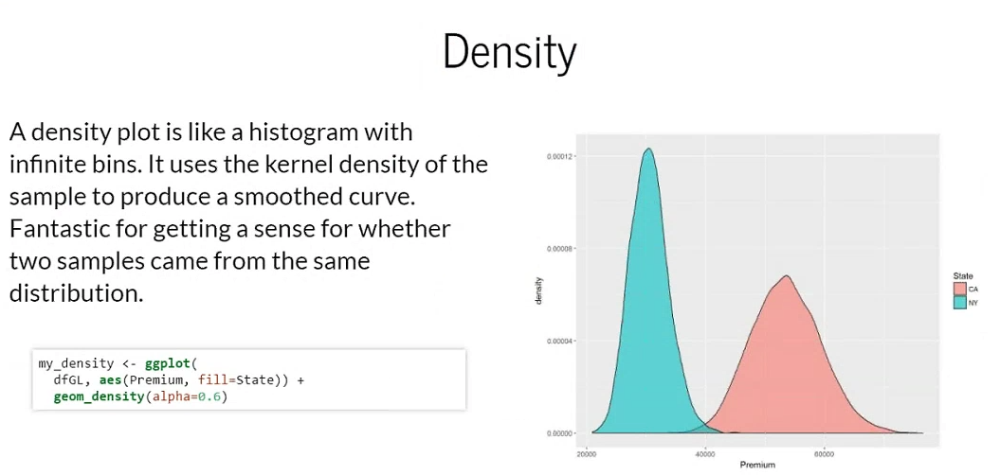 Density
A density plot is like a histogram with
infinite bins. It uses the kernel density of the
sample to produce a smoothed curve.
Fantastic for getting a sense for whether
two samples came from the same
distribution.
my_density <- ggplot(
  dfGL, aes(Premium, fill=State)) +
  geom_density(alpha=0.6)
0.00012
0.00008
0.00004
0.00000
density
20000 40000 60000
Premium
State
CA
NY